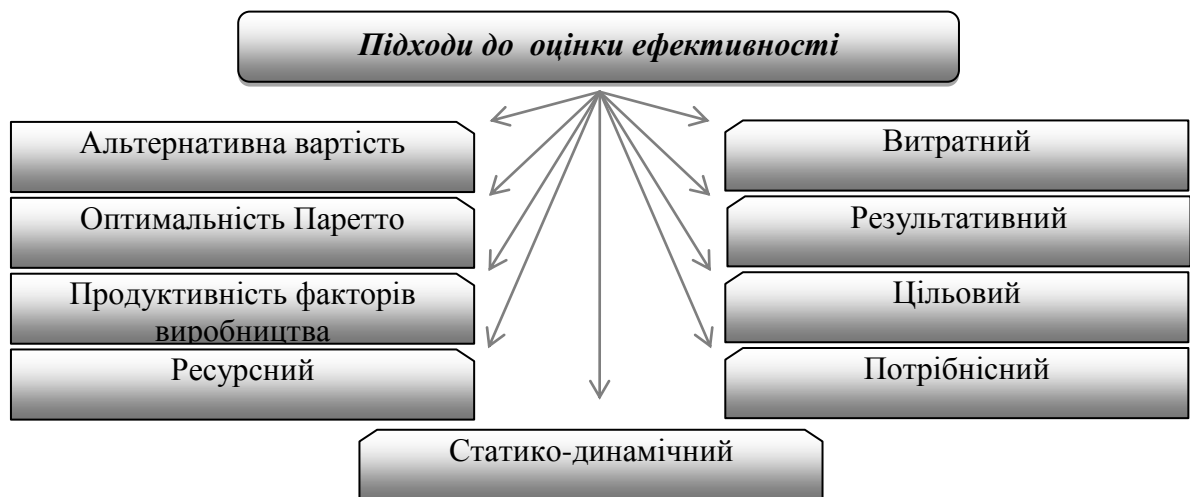 Підходи до оцінки ефективності
Альтернативна вартість
Оптимальність Паретто
Продуктивність факторів
виробництва
Ресурсний
Витратний
Результативний
Цільовий
Потрібнісний
Статико-динамічний